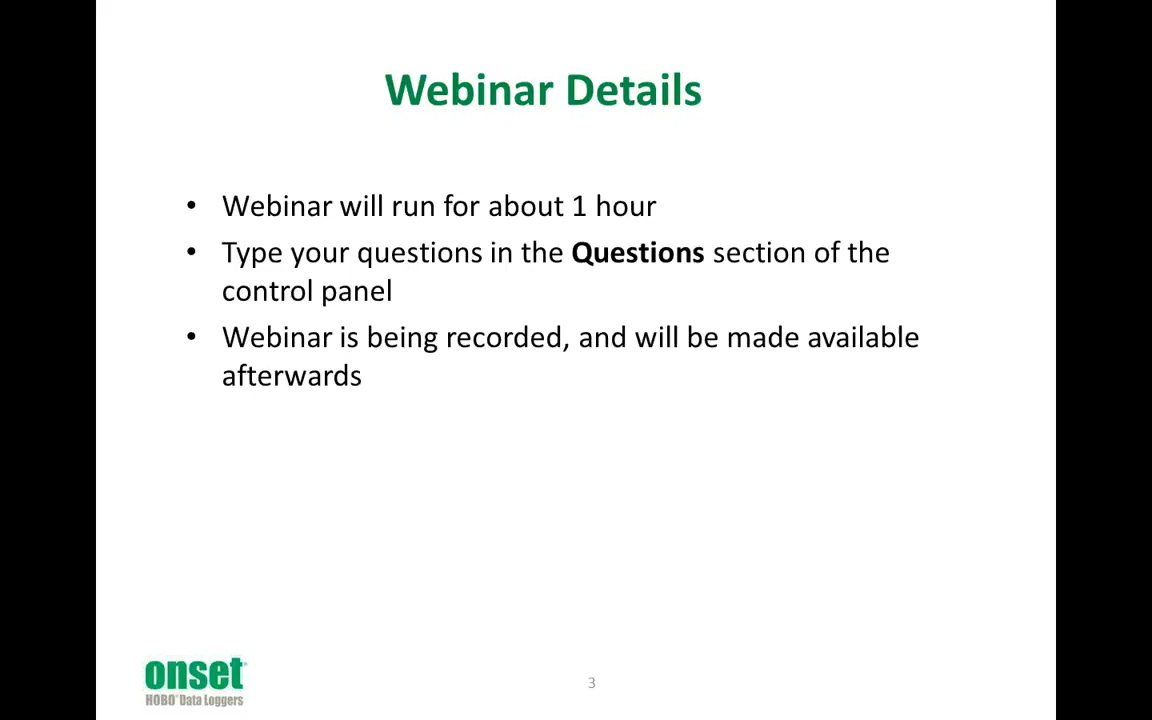 Webinar Details
• Webinar will run for about 1 hour
• Type your questions in the Questions section of the
control panel
• Webinar is being recorded, and will be made available
afterwards
onset®
HOBO® Data Loggers
3